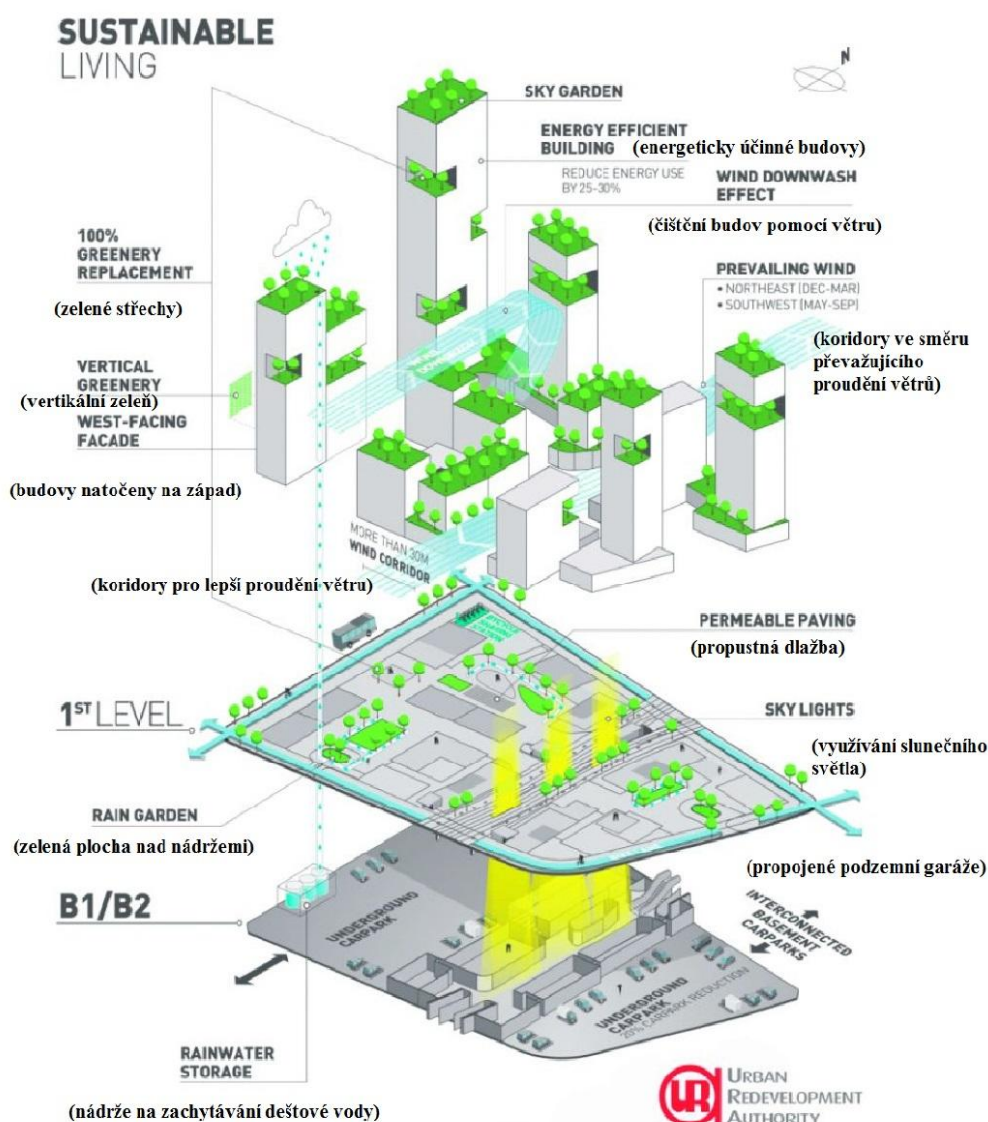 SUSTAINABLE
LIVING
N
SKY GARDEN
ENERGY EFFICIENT
BUILDING (energeticky účinné budovy)
REDUCE ENERGY USE
BY 25-30%
WIND DOWNWASH
EFFECT
(čištění budov pomocí větru)
100%
GREENERY
REPLACEMENT
(zelené střechy)
PREVAILING WIND
• NORTHEAST (DEC-MAR)
• SOUTHWEST (MAY-SEP)
(koridory ve směru
převažujícího
proudění větrů)
VERTICAL
GREENERY
(vertikální zeleň)
WEST-FACING
FACADE
(budovy natočeny na západ)
MORE THAN 30M
WIND CORRIDOR
(koridory pro lepší proudění větru)
PERMEABLE PAVING
(propustná dlažba)
1ST LEVEL
SKY LIGHTS
(využívání slunečního
světla)
RAIN GARDEN
(zelená plocha nad nádržemi)
(propojené podzemní garáže)
B1/B2
UNDERGROUND
CARPARK
INTERCONNECTED
BASEMENT
CARPARKS
UNDERGROUND
CARPARK
20% CARPARK REDUCTION
RAINWATER
STORAGE
(nádrže na zachytávání deštové vody)
URBAN
REDEVELOPMENT
AUTHORITY